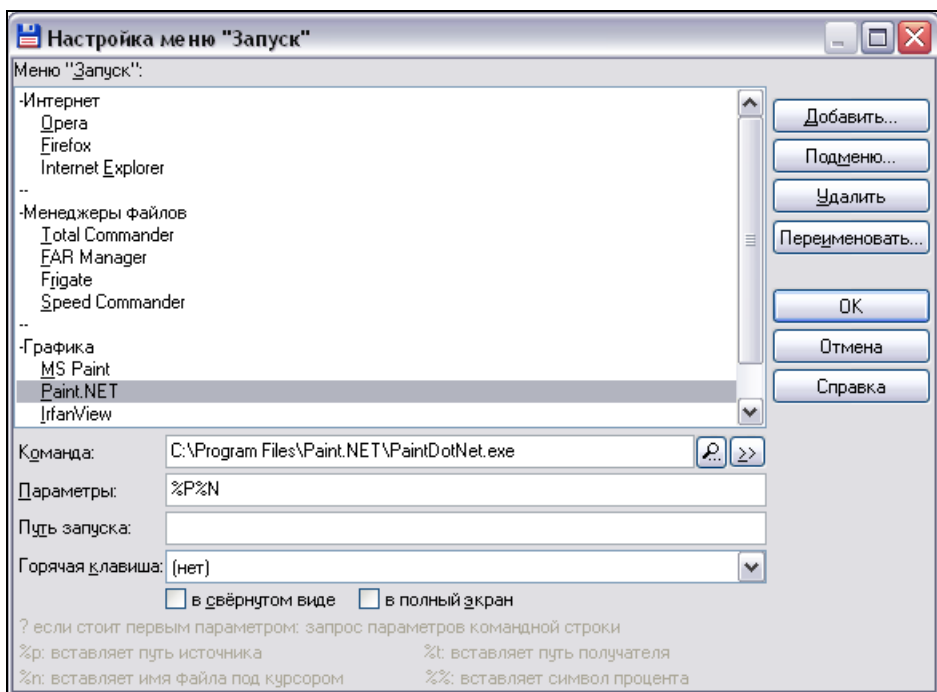 Настройка меню "Запуск"
Меню "Запуск":
-Интернет
Opera
Firefox
Internet Explorer
--
-Менеджеры файлов
Total Commander
FAR Manager
Frigate
Speed Commander
--
-Графика
MS Paint
Paint.NET
IrfanView
Добавить...
Подменю...
Удалить
Переименовать...
OK
Отмена
Справка
Команда: C:\Program Files\Paint.NET\PaintDotNet.exe >>
Параметры: %P%N
Путь запуска:
Горячая клавиша: (нет)
в свёрнутом виде в полный экран
? если стоит первым параметром: запрос параметров командной строки
%p: вставляет путь источника %t: вставляет путь получателя
%n: вставляет имя файла под курсором %%: вставляет символ процента